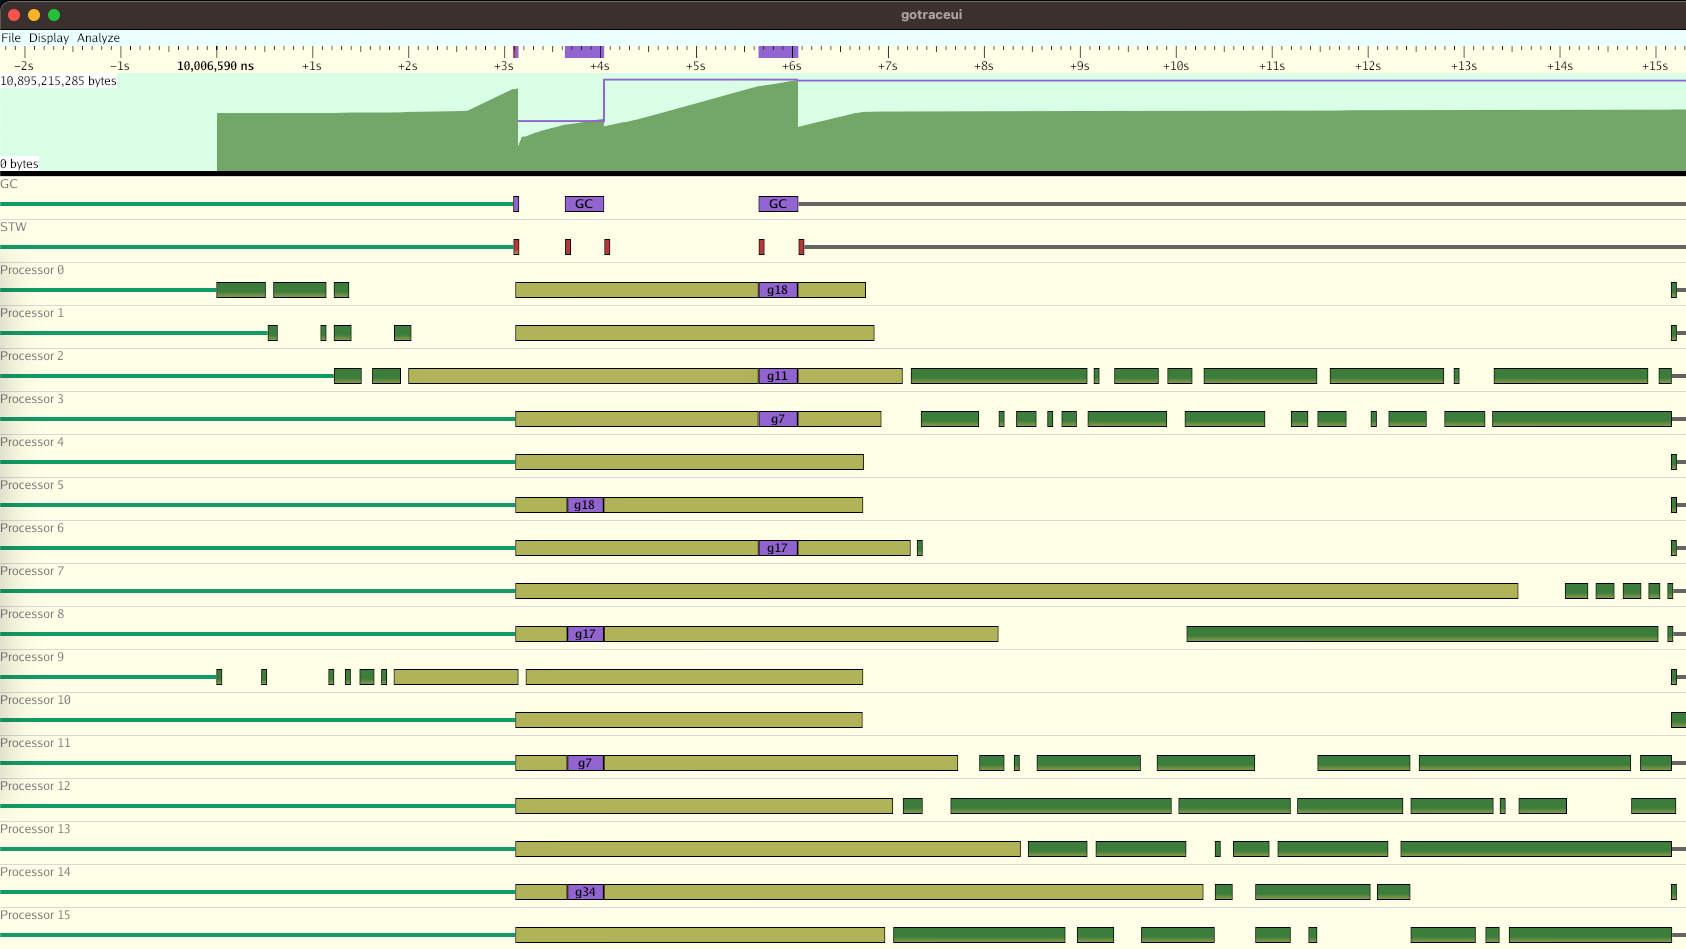 gotraceui
File Display Analyze
-2s -1s 10,006,590 ns +1s +2s +3s +4s +5s +6s +7s +8s +9s +10s +11s +12s +13s +14s +15s
10,895,215,285 bytes
0 bytes
GC
GC GC
STW
Processor 0
g18
Processor 1
Processor 2
g11
Processor 3
g7
Processor 4
Processor 5
g18
Processor 6
g17
Processor 7
Processor 8
g17
Processor 9
Processor 10
Processor 11
g7
Processor 12
Processor 13
Processor 14
g34
Processor 15